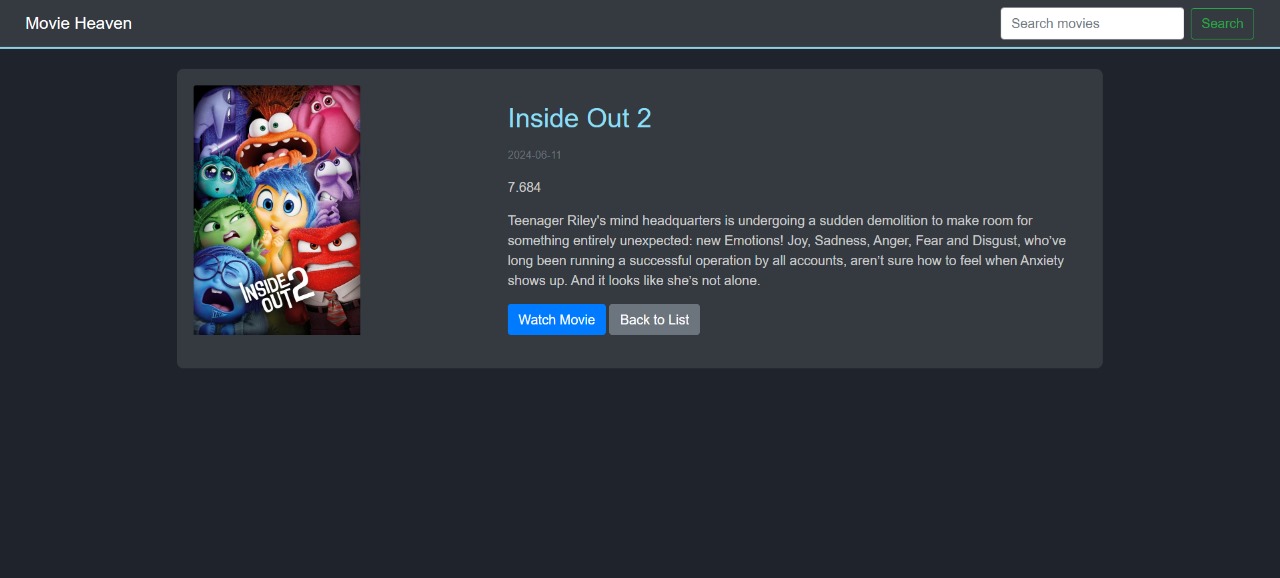 Movie Heaven
Search movies
Search
Inside Out 2
2024-06-11
7.684
Teenager Riley's mind headquarters is undergoing a sudden demolition to make room for
something entirely unexpected: new Emotions! Joy, Sadness, Anger, Fear and Disgust, who’ve
long been running a successful operation by all accounts, aren’t sure how to feel when Anxiety
shows up. And it looks like she’s not alone.
Watch Movie
Back to List
INSIDE
OUT 2